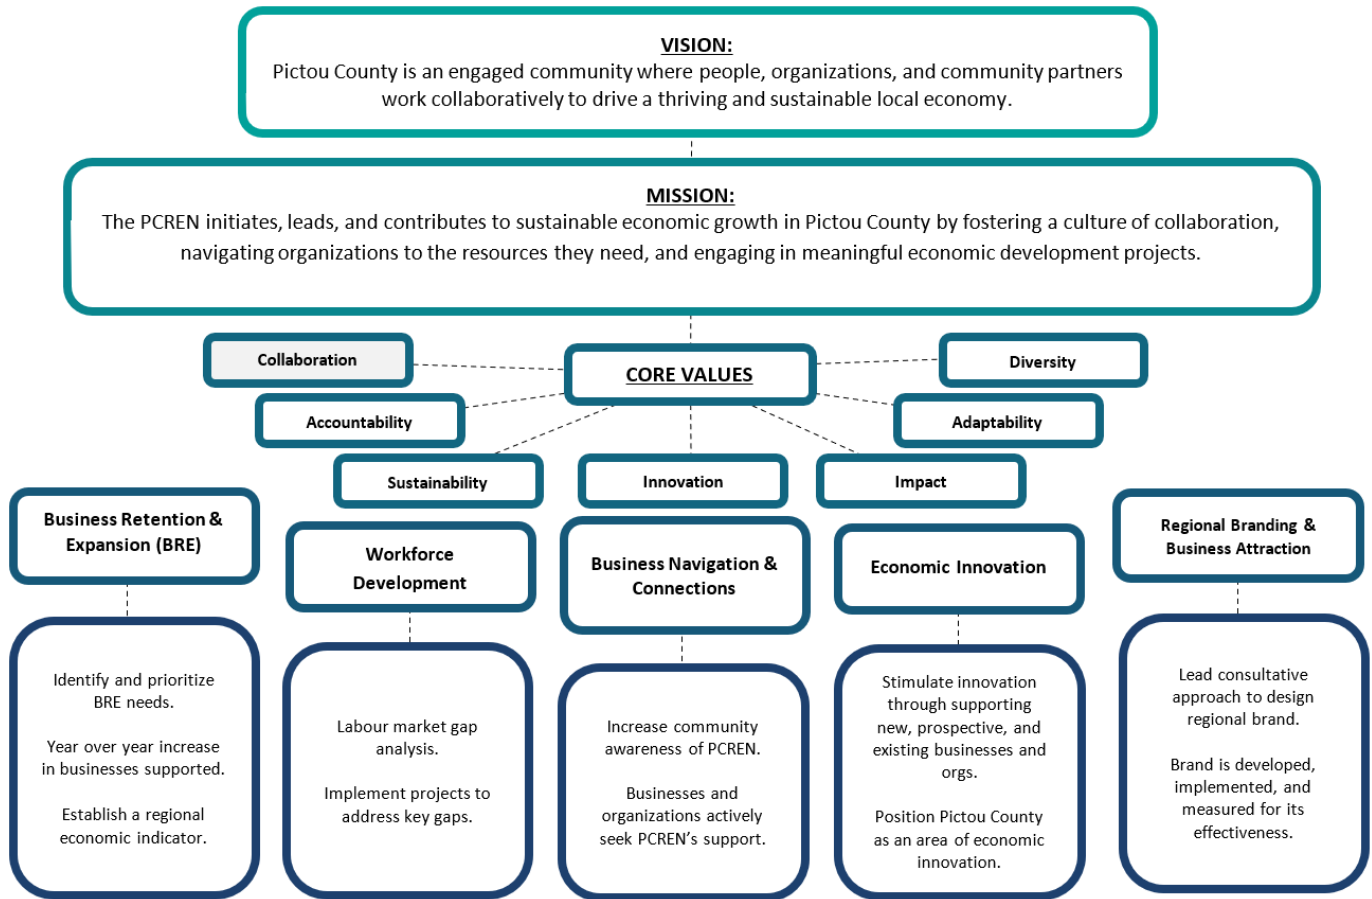 VISION:
Pictou County is an engaged community where people, organizations, and community partners
work collaboratively to drive a thriving and sustainable local economy.
MISSION:
The PCREN initiates, leads, and contributes to sustainable economic growth in Pictou County by fostering a culture of collaboration,
navigating organizations to the resources they need, and engaging in meaningful economic development projects.
CORE VALUES
Collaboration
Accountability
Sustainability
Innovation
Impact
Adaptability
Diversity
Business Retention &
Expansion (BRE)
Identify and prioritize
BRE needs.
Year over year increase
in businesses supported.
Establish a regional
economic indicator.
Workforce
Development
Labour market gap
analysis.
Implement projects to
address key gaps.
Business Navigation &
Connections
Increase community
awareness of PCREN.
Businesses and
organizations actively
seek PCREN's support.
Economic Innovation
Stimulate innovation
through supporting
new, prospective, and
existing businesses and
orgs.
Position Pictou County
as an area of economic
innovation.
Regional Branding &
Business Attraction
Lead consultative
approach to design
regional brand.
Brand is developed,
implemented, and
measured for its
effectiveness.